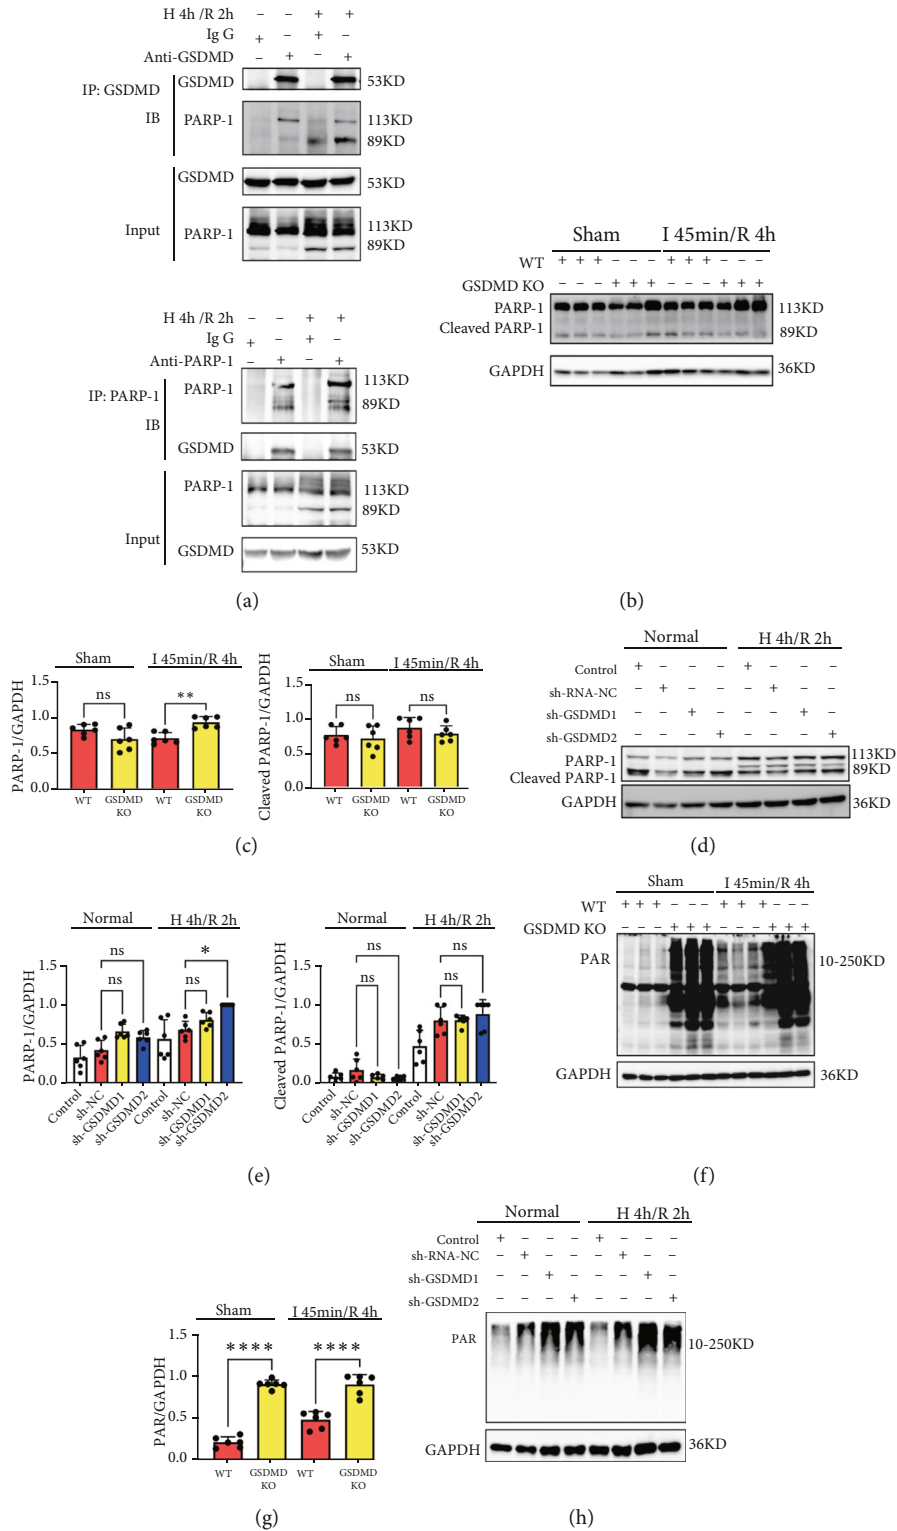 H 4h /R 2h − − + +
Ig G + − + −
Anti-GSDMD − + − +
IP: GSDMD
IB
GSDMD 53KD
PARP-1 113KD
89KD
Input
GSDMD 53KD
PARP-1 113KD
89KD
H 4h /R 2h − − + +
Ig G + − + −
Anti-PARP-1 − + − +
IP: PARP-1
IB
PARP-1 113KD
89KD
GSDMD 53KD
Input
PARP-1 113KD
89KD
GSDMD 53KD
(a)
Sham I 45min/R 4h
WT + + + − − − + + + − − −
GSDMD KO − − − + + + − − − + + +
PARP-1 113KD
Cleaved PARP-1 89KD
GAPDH 36KD
(b)
Sham I 45min/R 4h
PARP-1/GAPDH
1.5
1.0
0.5
0.0
ns **
WT GSDMD KO WT GSDMD KO
Sham I 45min/R 4h
Cleaved PARP-1/GAPDH
1.5
1.0
0.5
0.0
ns ns
WT GSDMD KO WT GSDMD KO
(c)
Normal H 4h/R 2h
Control + − − − + − − −
sh-RNA-NC − + − − − + − −
sh-GSDMD1 − − + − − − + −
sh-GSDMD2 − − − + − − − +
PARP-1 113KD
Cleaved PARP-1 89KD
GAPDH 36KD
(d)
Normal H 4h/R 2h
PARP-1/GAPDH
1.5
1.0
0.5
0.0
ns ns ns *
Control sh-NC sh-GSDMD1 sh-GSDMD2 Control sh-NC sh-GSDMD1 sh-GSDMD2
Normal H 4h/R 2h
Cleaved PARP-1/GAPDH
1.5
1.0
0.5
0.0
ns ns ns ns
Control sh-NC sh-GSDMD1 sh-GSDMD2 Control sh-NC sh-GSDMD1 sh-GSDMD2
(e)
Sham I 45min/R 4h
WT + + + − − − + + + − − −
GSDMD KO − − − + + + − − − + + +
PAR 10-250KD
GAPDH 36KD
(f)
Sham I 45min/R 4h
PAR/GAPDH
1.5
1.0
0.5
0.0
**** ****
WT GSDMD KO WT GSDMD KO
(g)
Normal H 4h/R 2h
Control + − − − + − − −
sh-RNA-NC − + − − − + − −
sh-GSDMD1 − − + − − − + −
sh-GSDMD2 − − − + − − − +
PAR 10-250KD
GAPDH 36KD
(h)